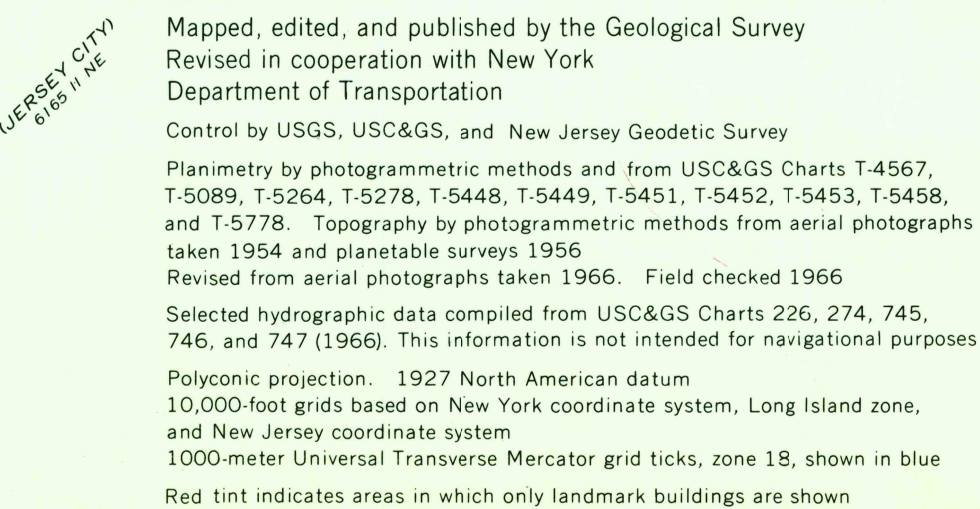 (JERSEY CITY)
6165 II NE
Mapped, edited, and published by the Geological Survey
Revised in cooperation with New York
Department of Transportation
Control by USGS, USC&GS, and New Jersey Geodetic Survey
Planimetry by photogrammetric methods and from USC&GS Charts T-4567,
T-5089, T-5264, T-5278, T-5448, T-5449, T-5451, T-5452, T-5453, T-5458,
and T-5778. Topography by photogrammetric methods from aerial photographs
taken 1954 and planetable surveys 1956
Revised from aerial photographs taken 1966. Field checked 1966
Selected hydrographic data compiled from USC&GS Charts 226, 274, 745,
746, and 747 (1966). This information is not intended for navigational purposes
Polyconic projection. 1927 North American datum
10,000-foot grids based on New York coordinate system, Long Island zone,
and New Jersey coordinate system
1000-meter Universal Transverse Mercator grid ticks, zone 18, shown in blue
Red tint indicates areas in which only landmark buildings are shown